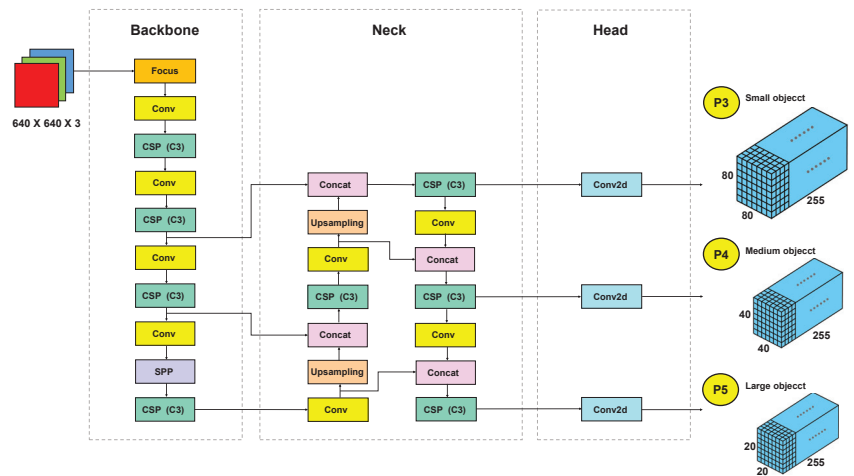 Backbone
Neck
Head
640 X 640 X 3
Focus
Conv
CSP (C3)
Conv
CSP (C3)
Conv
CSP (C3)
Conv
SPP
CSP (C3)
Concat
Upsampling
Conv
CSP (C3)
Concat
Upsampling
Conv
CSP (C3)
Conv
Concat
CSP (C3)
Conv
Concat
CSP (C3)
Conv2d
Conv2d
Conv2d
P3
Small objecct
80
80
255
P4
Medium objecct
40
40
255
P5
Large objecct
20
20
255